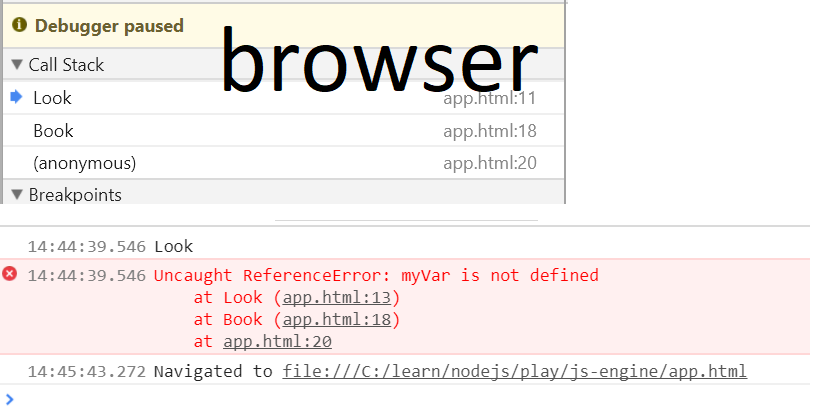 Debugger paused
browser
Call Stack
Look app.html:11
Book app.html:18
(anonymous) app.html:20
Breakpoints
14:44:39.546 Look
14:44:39.546 Uncaught ReferenceError: myVar is not defined
at Look (app.html:13)
at Book (app.html:18)
at app.html:20
14:45:43.272 Navigated to file:///C:/learn/nodejs/play/js-engine/app.html